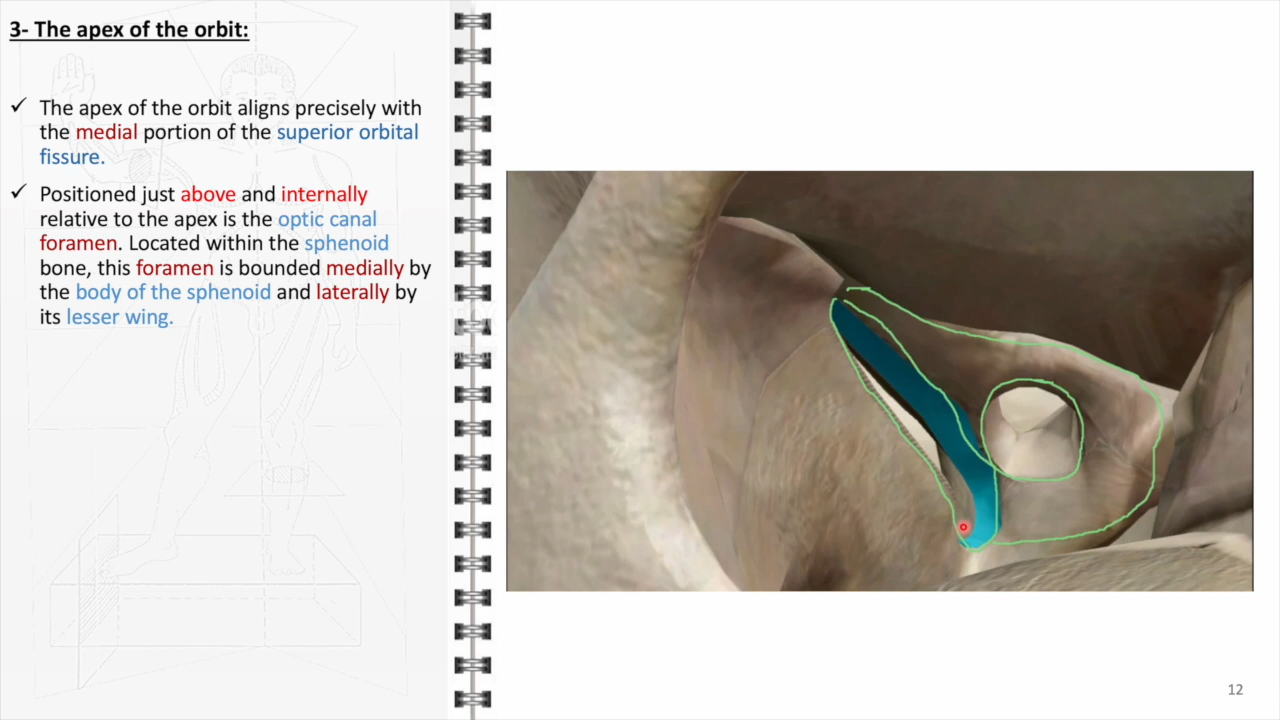 3- The apex of the orbit:
✓ The apex of the orbit aligns precisely with
the medial portion of the superior orbital
fissure.
✓ Positioned just above and internally
relative to the apex is the optic canal
foramen. Located within the sphenoid
bone, this foramen is bounded medially by
the body of the sphenoid and laterally by
its lesser wing.
12